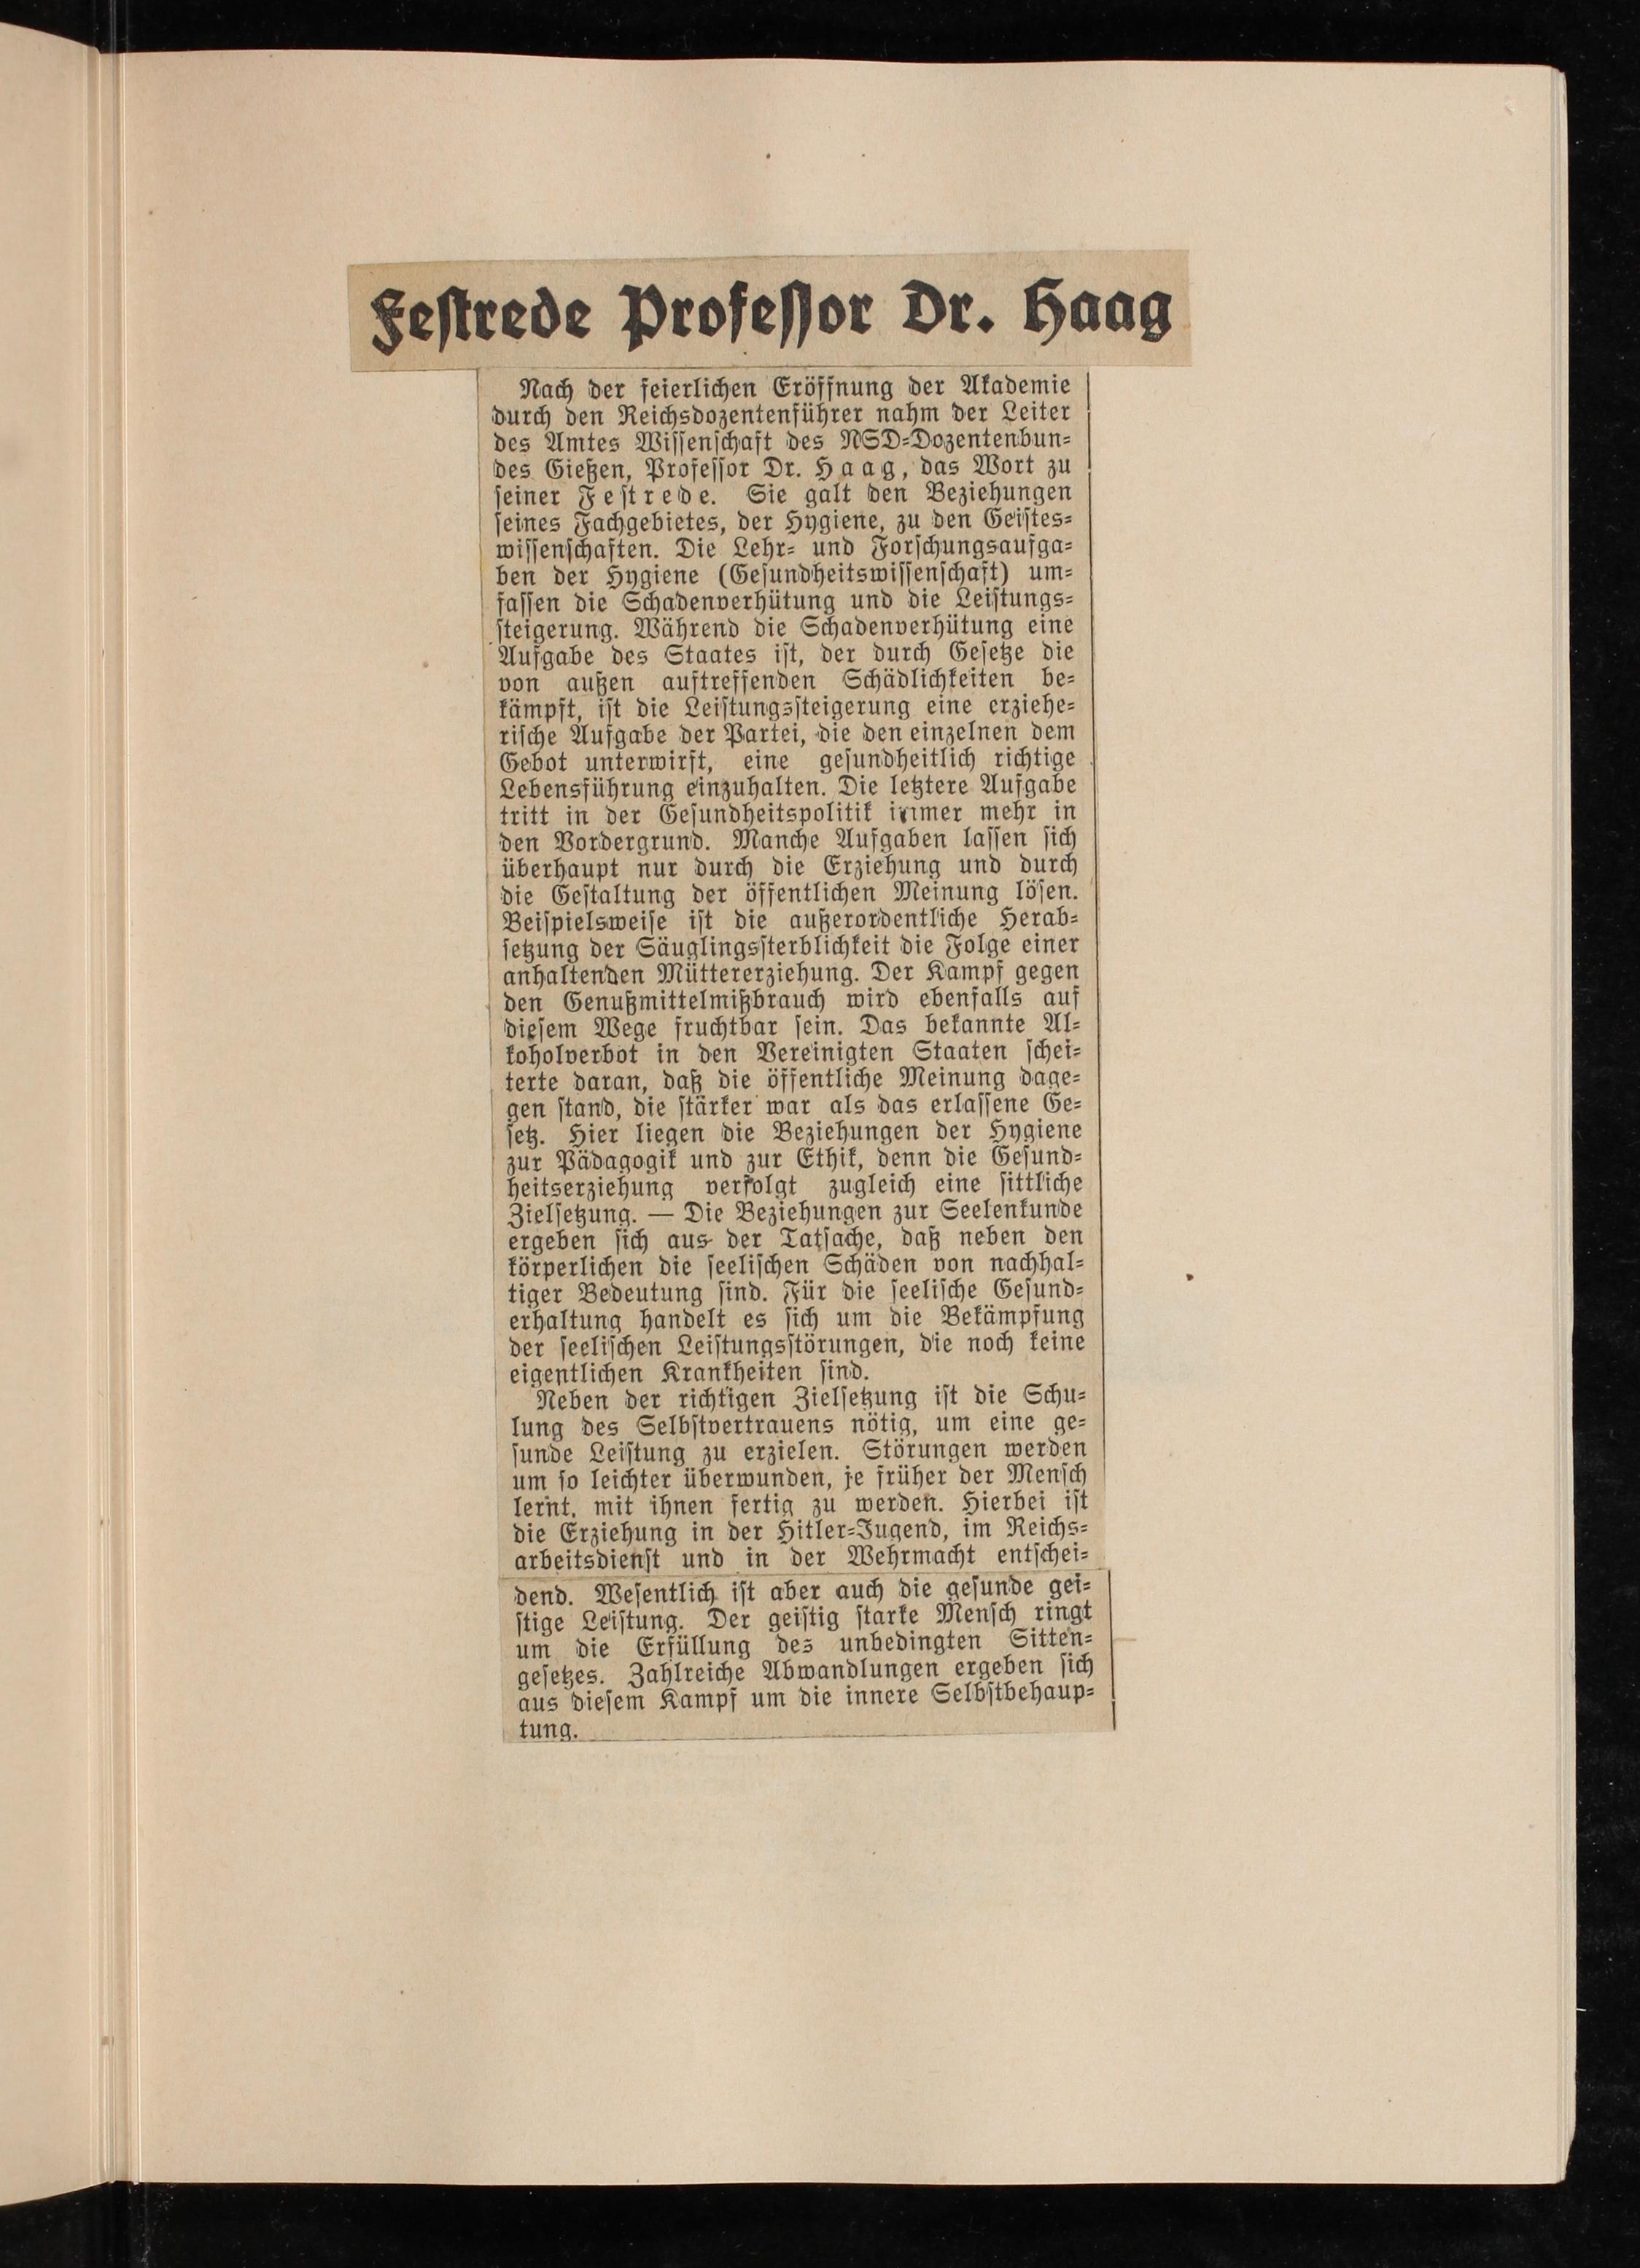 Festrede Professor Dr. Haag
Nach der feierlichen Eröffnung der Akademie
durch den Reichsdozentenführer nahm der Leiter
des Amtes Wissenschaft des NSD-Dozentenbun-
des Gießen, Professor Dr. Haag, das Wort zu
seiner Festrede. Sie galt den Beziehungen
seines Fachgebietes, der Hygiene, zu den Geistes-
wissenschaften. Die Lehr- und Forschungsaufga-
ben der Hygiene (Gesundheitswissenschaft) um-
fassen die Schadenverhütung und die Leistungs-
steigerung. Während die Schadenverhütung eine
Aufgabe des Staates ist, der durch Gesetze die
von außen auftreffenden Schädlichkeiten be-
kämpft, ist die Leistungssteigerung eine erziehe-
rische Aufgabe der Partei, die den einzelnen dem
Gebot unterwirft, eine gesundheitlich richtige
Lebensführung einzuhalten. Die letztere Aufgabe
tritt in der Gesundheitspolitik immer mehr in
den Vordergrund. Manche Aufgaben lassen sich
überhaupt nur durch die Erziehung und durch
die Gestaltung der öffentlichen Meinung lösen.
Beispielsweise ist die außerordentliche Herab-
setzung der Säuglingssterblichkeit die Folge einer
anhaltenden Müttererziehung. Der Kampf gegen
den Genußmittelmißbrauch wird ebenfalls auf
diesem Wege fruchtbar sein. Das bekannte Al-
koholverbot in den Vereinigten Staaten schei-
terte daran, daß die öffentliche Meinung dage-
gen stand, die stärker war als das erlassene Ge-
setz. Hier liegen die Beziehungen der Hygiene
zur Pädagogik und zur Ethik, denn die Gesund-
heitserziehung verfolgt zugleich eine sittliche
Zielsetzung. — Die Beziehungen zur Seelenkunde
ergeben sich aus der Tatsache, daß neben den
körperlichen die seelischen Schäden von nachhal-
tiger Bedeutung sind. Für die seelische Gesund-
erhaltung handelt es sich um die Bekämpfung
der seelischen Leistungsstörungen, die noch keine
eigentlichen Krankheiten sind.
Neben der richtigen Zielsetzung ist die Schu-
lung des Selbstvertrauens nötig, um eine ge-
sunde Leistung zu erzielen. Störungen werden
um so leichter überwunden, je früher der Mensch
lernt, mit ihnen fertig zu werden. Hierbei ist
die Erziehung in der Hitler-Jugend, im Reichs-
arbeitsdienst und in der Wehrmacht entschei-
dend. Wesentlich ist aber auch die gesunde gei-
stige Leistung. Der geistig starke Mensch ringt
um die Erfüllung des unbedingten Sitten-
gesetzes. Zahlreiche Abwandlungen ergeben sich
aus diesem Kampf um die innere Selbstbehaup-
tung.